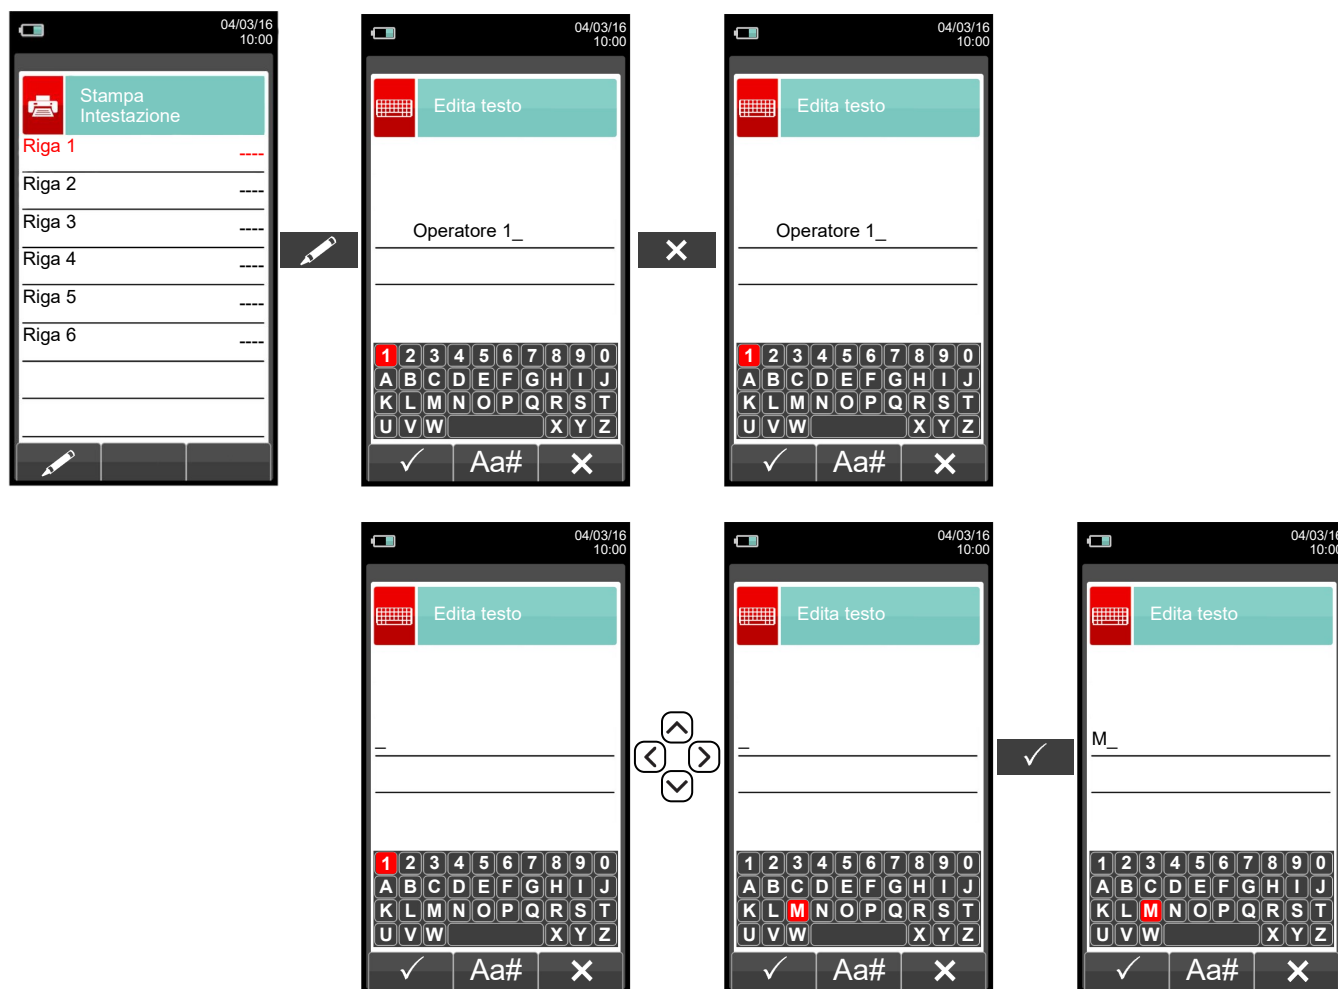 04/03/16
10:00
Stampa
Intestazione
Riga 1 ----
Riga 2 ----
Riga 3 ----
Riga 4 ----
Riga 5 ----
Riga 6 ----
04/03/16
10:00
Edita testo
Operatore 1_
1 2 3 4 5 6 7 8 9 0
A B C D E F G H I J
K L M N O P Q R S T
U V W X Y Z
Aa#
04/03/16
10:00
Edita testo
Operatore 1_
1 2 3 4 5 6 7 8 9 0
A B C D E F G H I J
K L M N O P Q R S T
U V W X Y Z
Aa#
04/03/16
10:00
Edita testo
_
1 2 3 4 5 6 7 8 9 0
A B C D E F G H I J
K L M N O P Q R S T
U V W X Y Z
Aa#
04/03/16
10:00
Edita testo
_
1 2 3 4 5 6 7 8 9 0
A B C D E F G H I J
K L M N O P Q R S T
U V W X Y Z
Aa#
04/03/16
10:00
Edita testo
M_
1 2 3 4 5 6 7 8 9 0
A B C D E F G H I J
K L M N O P Q R S T
U V W X Y Z
Aa#